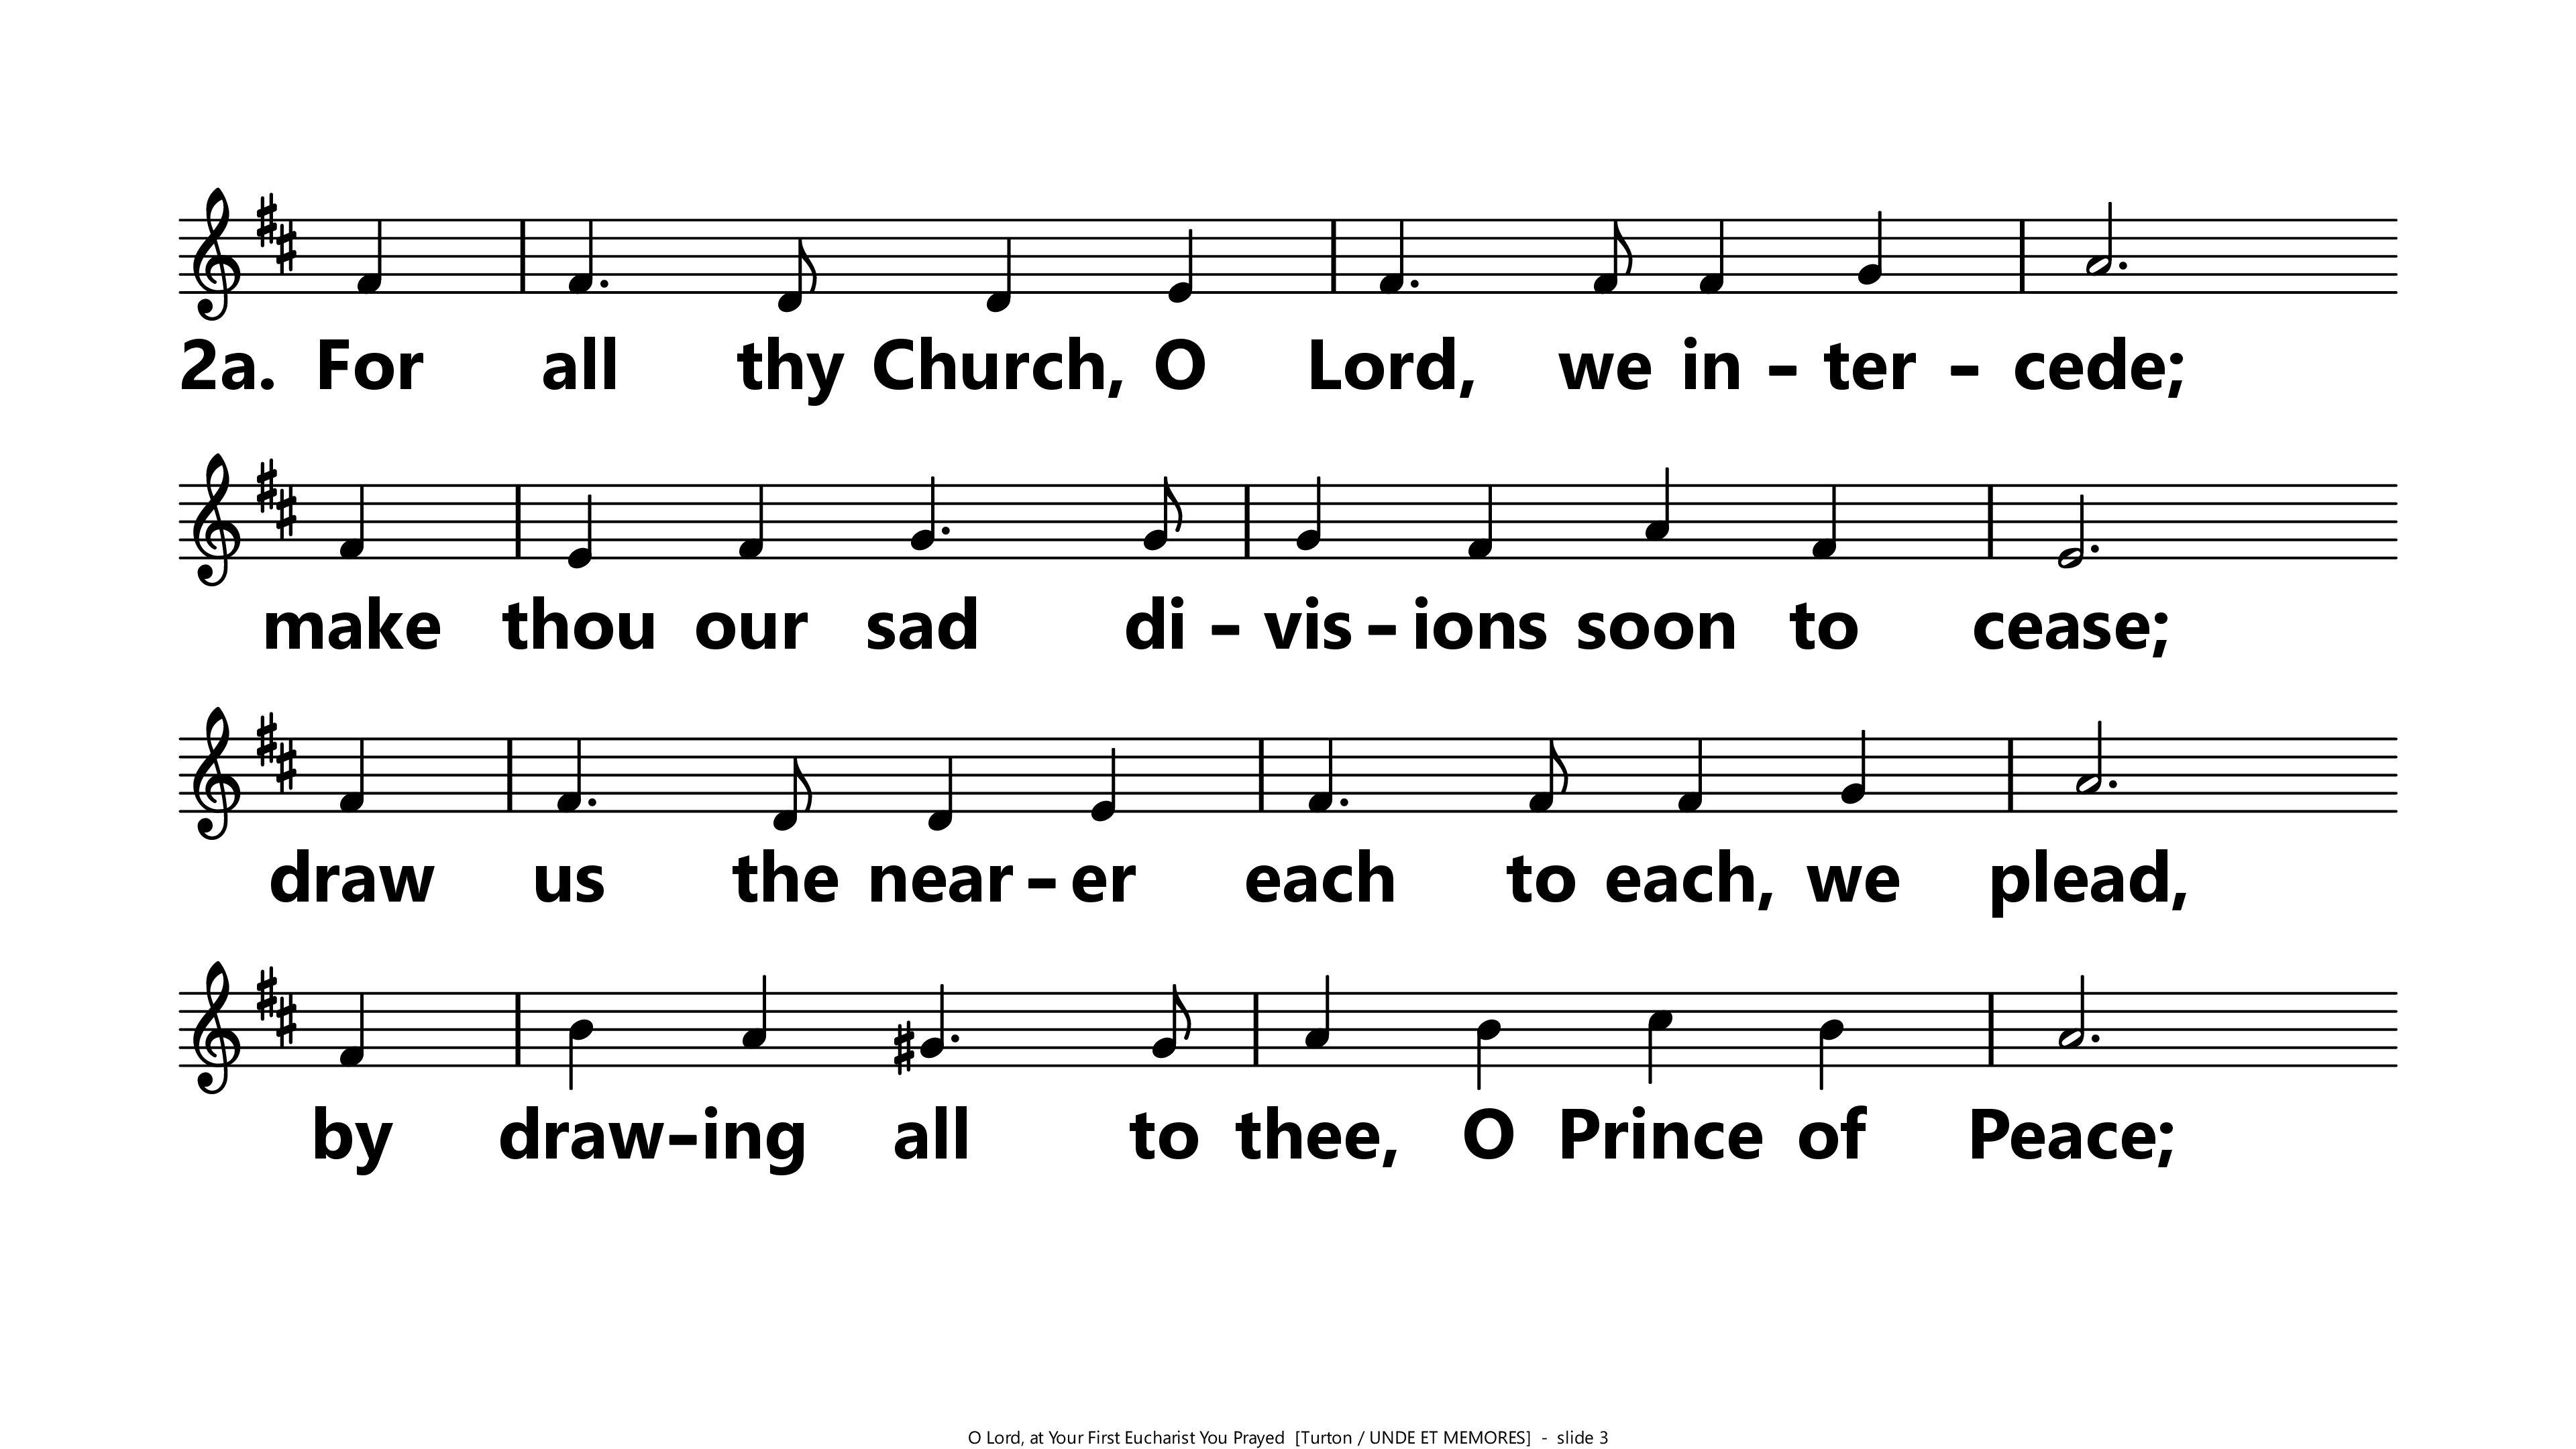 2a. For all thy Church, O Lord, we in - ter - cede;
make thou our sad di - vis - ions soon to cease;
draw us the near - er each to each, we plead,
by draw - ing all to thee, O Prince of Peace;
O Lord, at Your First Eucharist You Prayed [Turton / UNDE ET MEMORES] - slide 3